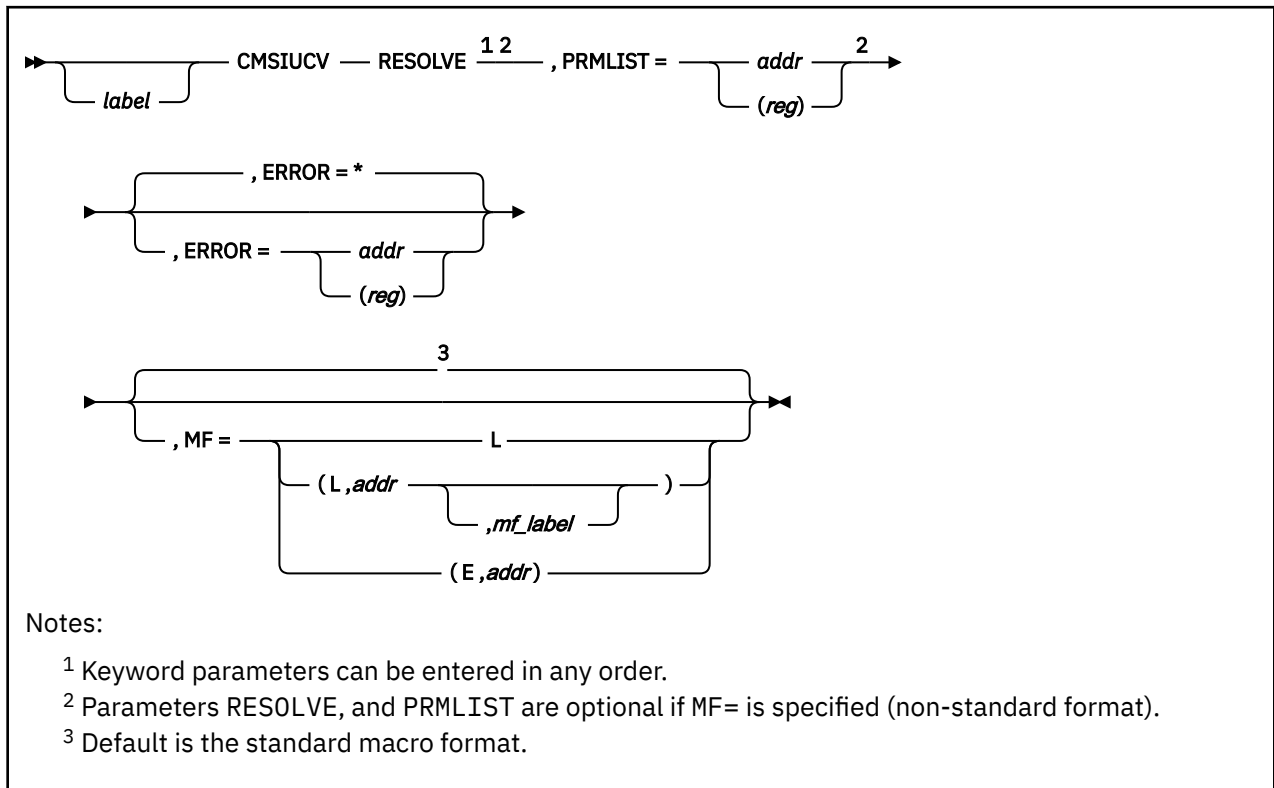 1 2 2
CMSIUCV RESOLVE , PRMLIST = addr
label (reg)
, ERROR = *
, ERROR = addr
(reg)
3
, MF = L
(L ,addr )
,mf_label
(E ,addr)
Notes:
1 Keyword parameters can be entered in any order.
2 Parameters RESOLVE, and PRMLIST are optional if MF= is specified (non-standard format).
3 Default is the standard macro format.